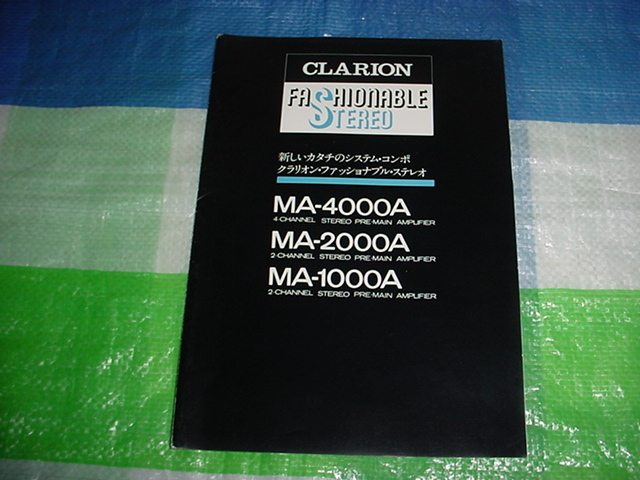 CLARION
FASHIONABLE
STEREO
新しいカタチのシステム・コンポ
クラリオン・ファッショナブル・ステレオ
MA-4000A
4-CHANNEL STEREO PRE-MAIN AMPLIFIER
MA-2000A
2-CHANNEL STEREO PRE-MAIN AMPLIFIER
MA-1000A
2-CHANNEL STEREO PRE-MAIN AMPLIFIER